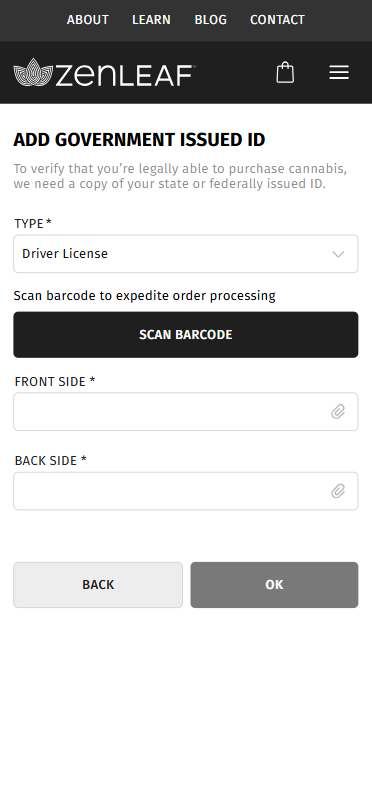 ABOUT LEARN BLOG CONTACT
zenLEAF
ADD GOVERNMENT ISSUED ID
To verify that you're legally able to purchase cannabis,
we need a copy of your state or federally issued ID.
TYPE *
Driver License
Scan barcode to expedite order processing
SCAN BARCODE
FRONT SIDE *
BACK SIDE *
BACK OK